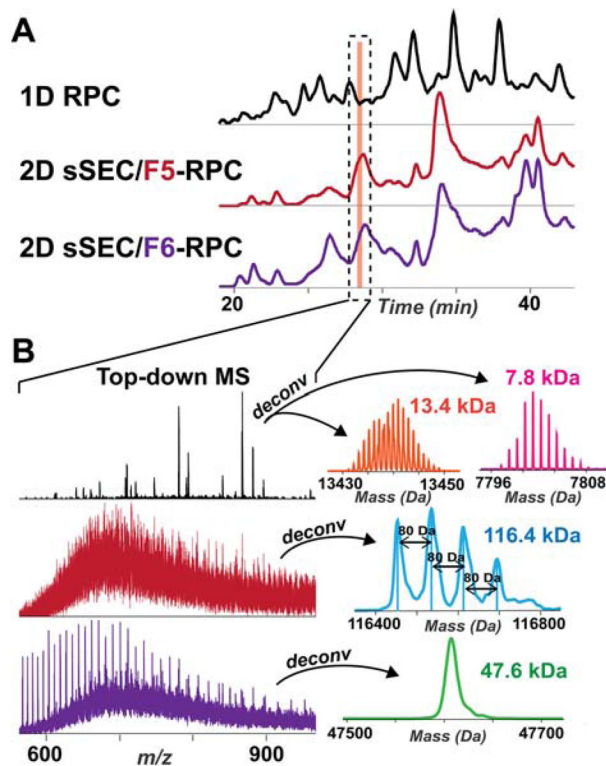 A
1D RPC
2D sSEC/F5-RPC
2D sSEC/F6-RPC
20 Time (min) 40
B
Top-down MS
deconv
7.8 kDa
13.4 kDa
13430 13450
Mass (Da)
7796 7808
Mass (Da)
deconv
116.4 kDa
80 Da
80 Da
80 Da
116400 Mass (Da) 116800
deconv
47.6 kDa
47500 Mass (Da) 47700
600 m/z 900